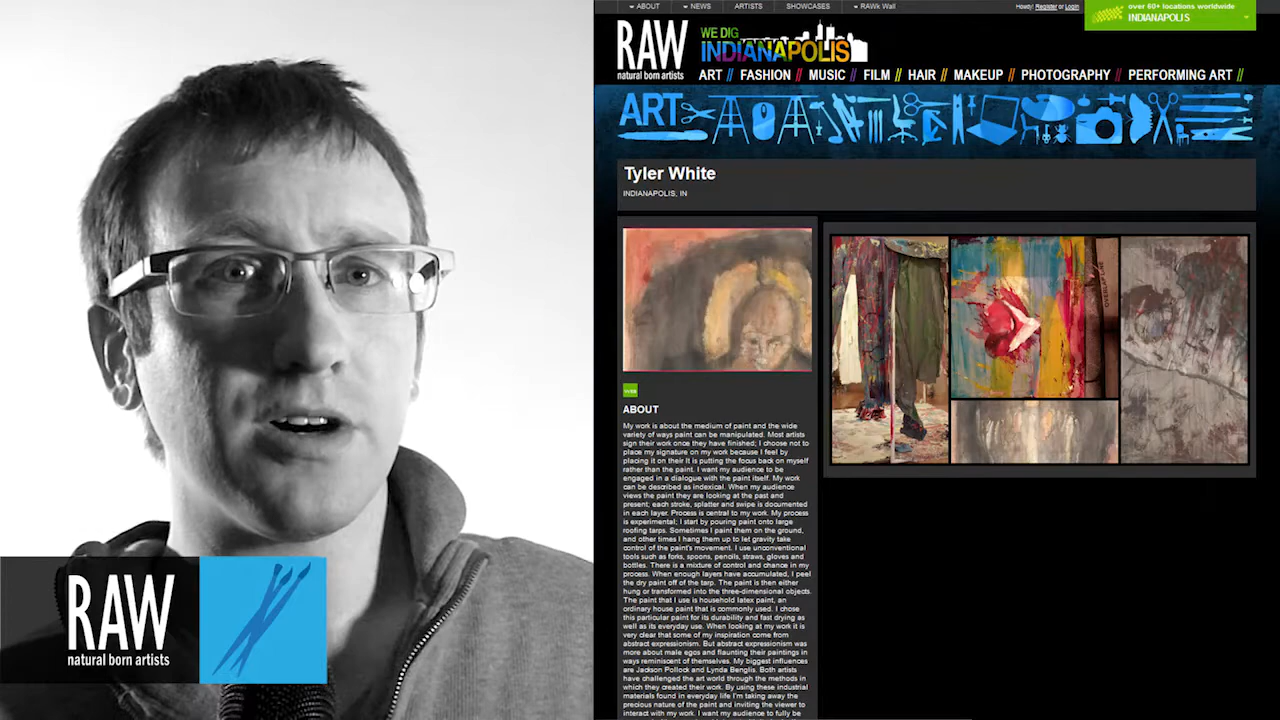 ABOUT
NEWS
ARTISTS
SHOWCASES
RAWk Wall
Howdy! Register or Login
over 60+ locations worldwide
INDIANAPOLIS
RAW
natural born artists
WE DIG
INDIANAPOLIS
ART // FASHION // MUSIC // FILM // HAIR // MAKEUP // PHOTOGRAPHY // PERFORMING ART //
ART
Tyler White
INDIANAPOLIS, IN
ABOUT
My work is about the medium of paint and the wide
variety of ways paint can be manipulated. Most artists
sign their work once they have finished; I choose not to
place my signature on my work because I feel by
placing it on their It is putting the focus back on myself
rather than the paint. I want my audience to be
engaged in a dialogue with the paint itself. My work
can be described as indexical. When my audience
views the paint they are looking at the past and
present; each stroke, splatter and swipe is documented
in each layer. Process is central to my work. My process
is experimental; I start by pouring paint onto large
roofing tarps. Sometimes I paint them on the ground,
and other times I hang them up to let gravity take
control of the paint's movement. I use unconventional
tools such as forks, spoons, pencils, straws, gloves and
bottles. There is a mixture of control and chance in my
process. When enough layers have accumulated, I peel
the dry paint off of the tarp. The paint is then either
hung or transformed into the three-dimensional objects.
The paint that I use is household latex paint, an
ordinary house paint that is commonly used. I chose
this particular paint for its durability and fast drying as
well as its everyday use. When looking at my work it is
very clear that some of my inspiration come from
abstract expressionism. But abstract expressionism was
more about male egos and flaunting their paintings in
ways reminiscent of themselves. My biggest influences
are Jackson Pollock and Lynda Benglis. Both artists
have challenged the art world through the methods in
which they created their work. By using these industrial
materials found in everyday life I'm taking away the
precious nature of the paint and inviting the viewer to
interact with my work. I want my audience to fully be
RAW
natural born artists